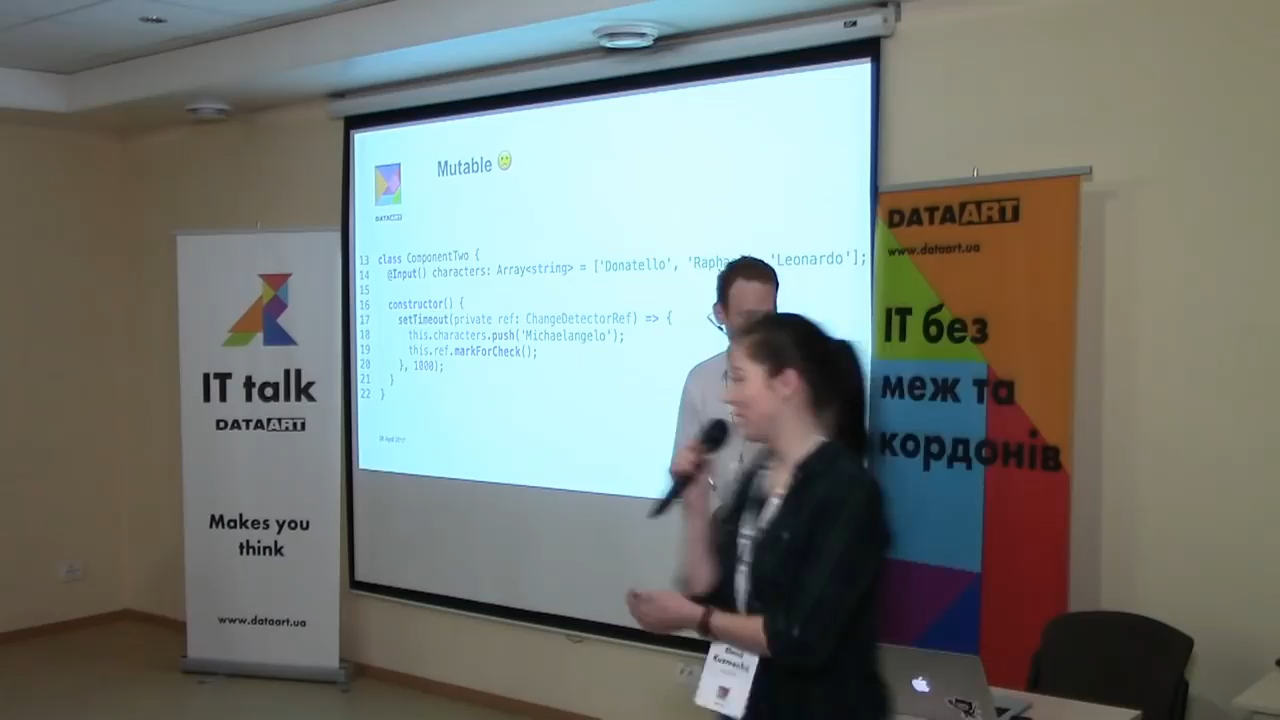 Mutable
DATAART
13 class ComponentTwo {
14 @Input() characters: Array<string> = ['Donatello', 'Rapha 'Leonardo'];
15
16 constructor() {
17 setTimeout(private ref: ChangeDetectorRef) => {
18 this.characters.push('Michaelangelo');
19 this.ref.markForCheck();
20 }, 1000);
21 }
22 }
IT talk
DATAART
Makes you
think
www.dataart.ua
DATAART
www.dataart.ua
IT без
меж та
кордонів